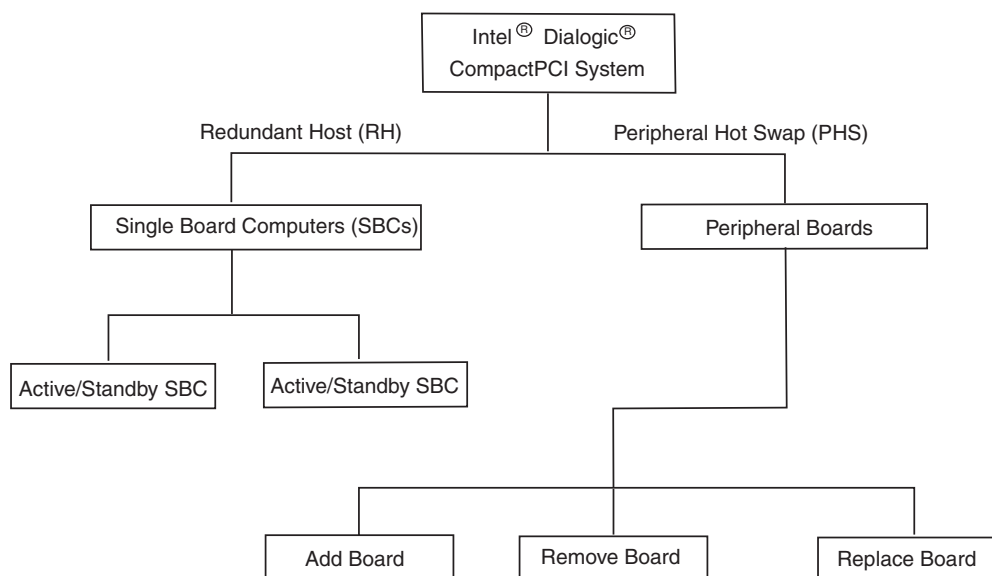 Intel® Dialogic®
CompactPCI System
Redundant Host (RH)
Peripheral Hot Swap (PHS)
Single Board Computers (SBCs)
Peripheral Boards
Active/Standby SBC
Active/Standby SBC
Add Board
Remove Board
Replace Board